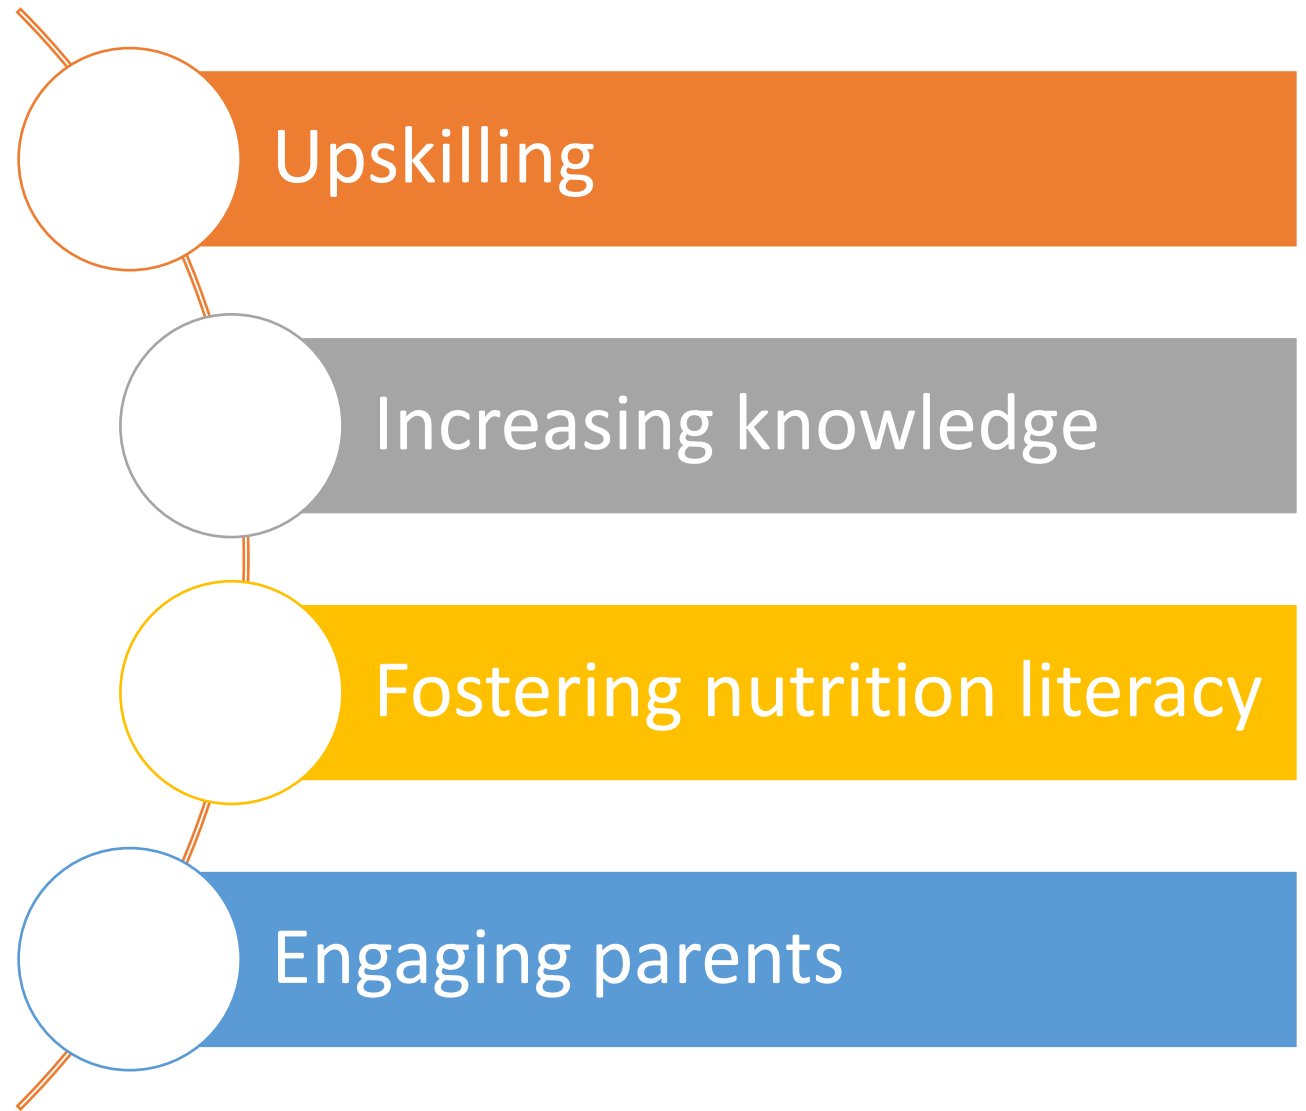 Upskilling
Increasing knowledge
Fostering nutrition literacy
Engaging parents